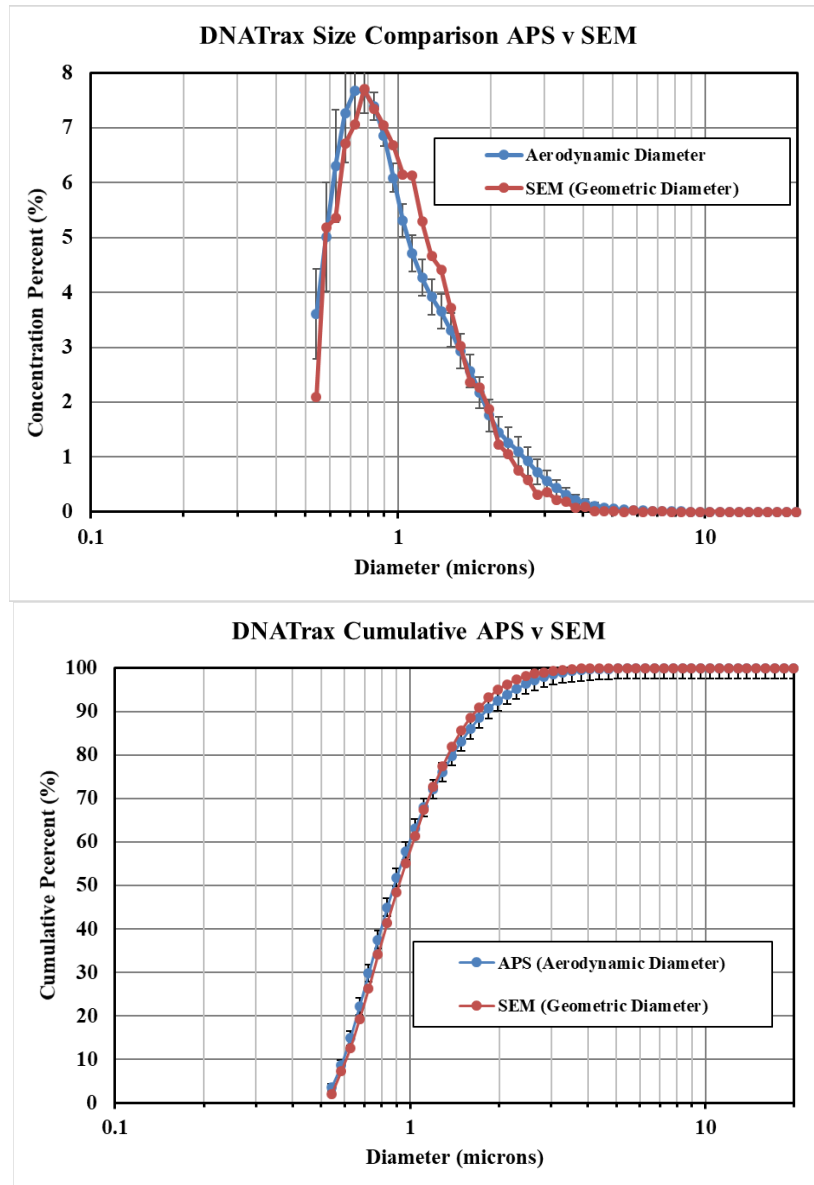 DNATrax Size Comparison APS v SEM
8
7
6
5
4
3
2
1
0
Concentration Percent (%)
Aerodynamic Diameter
SEM (Geometric Diameter)
0.1
1
10
Diameter (microns)
DNATrax Cumulative APS v SEM
100
90
80
70
60
50
40
30
20
10
0
Cumulative Pcercent (%)
APS (Aerodynamic Diameter)
SEM (Geometric Diameter)
0.1
1
10
Diameter (microns)